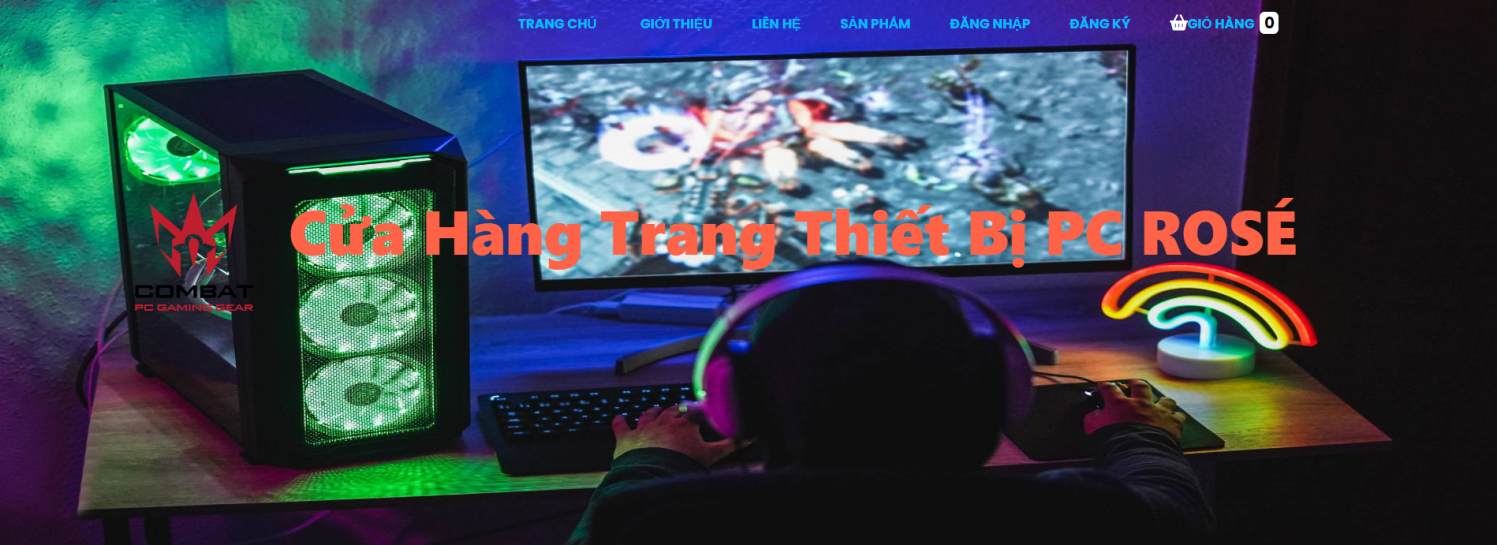 TRANG CHỦ GIỚI THIỆU LIÊN HỆ SẢN PHẨM ĐĂNG NHẬP ĐĂNG KÝ GIỎ HÀNG 0
Cửa Hàng Trang Thiết Bị PC ROSÉ
COMBAT
PC GAMING GEAR